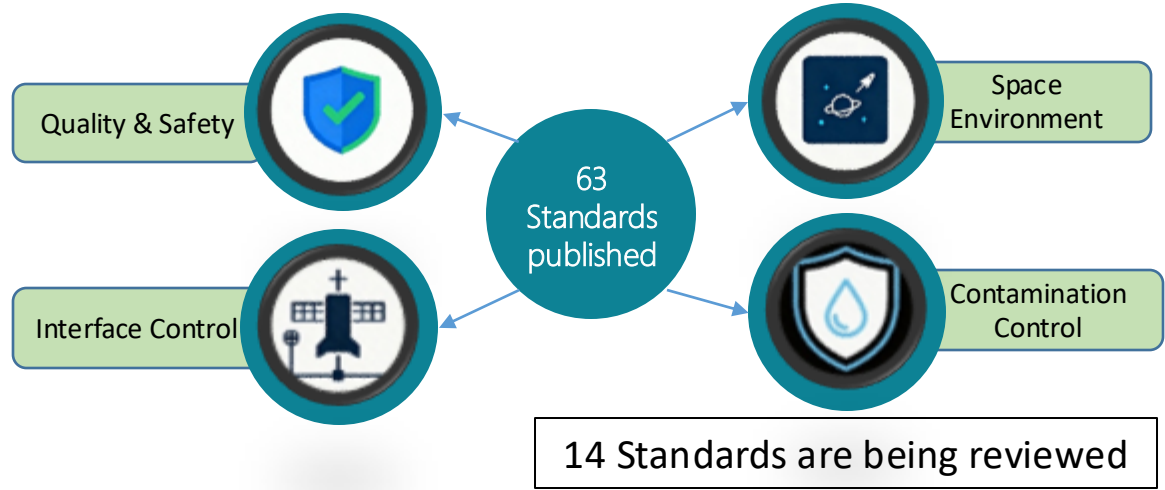 Quality & Safety
Space
Environment
63
Standards
published
Interface Control
Contamination
Control
14 Standards are being reviewed